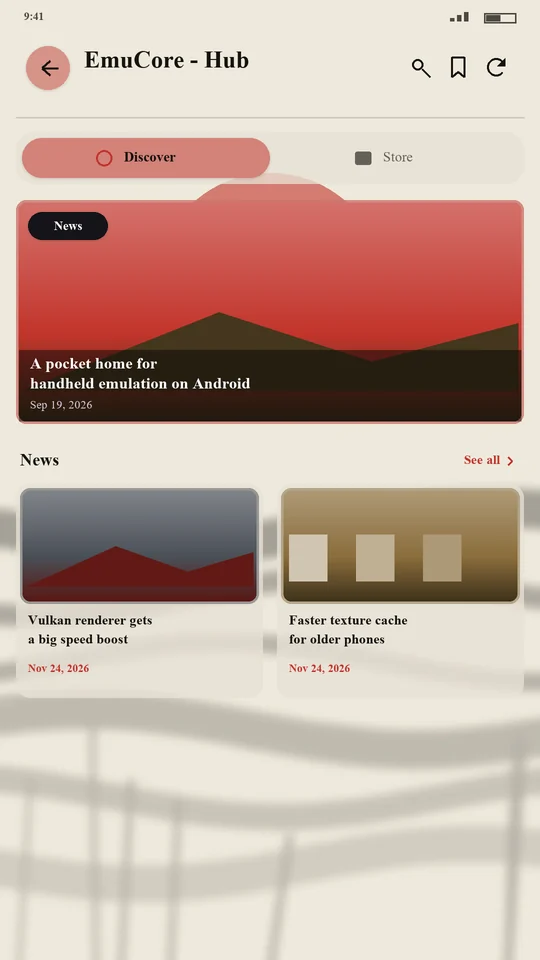 9:41
EmuCore - Hub
Discover
Store
News
A pocket home for
handheld emulation on Android
Sep 19, 2026
News
See all
Vulkan renderer gets
a big speed boost
Nov 24, 2026
Faster texture cache
for older phones
Nov 24, 2026